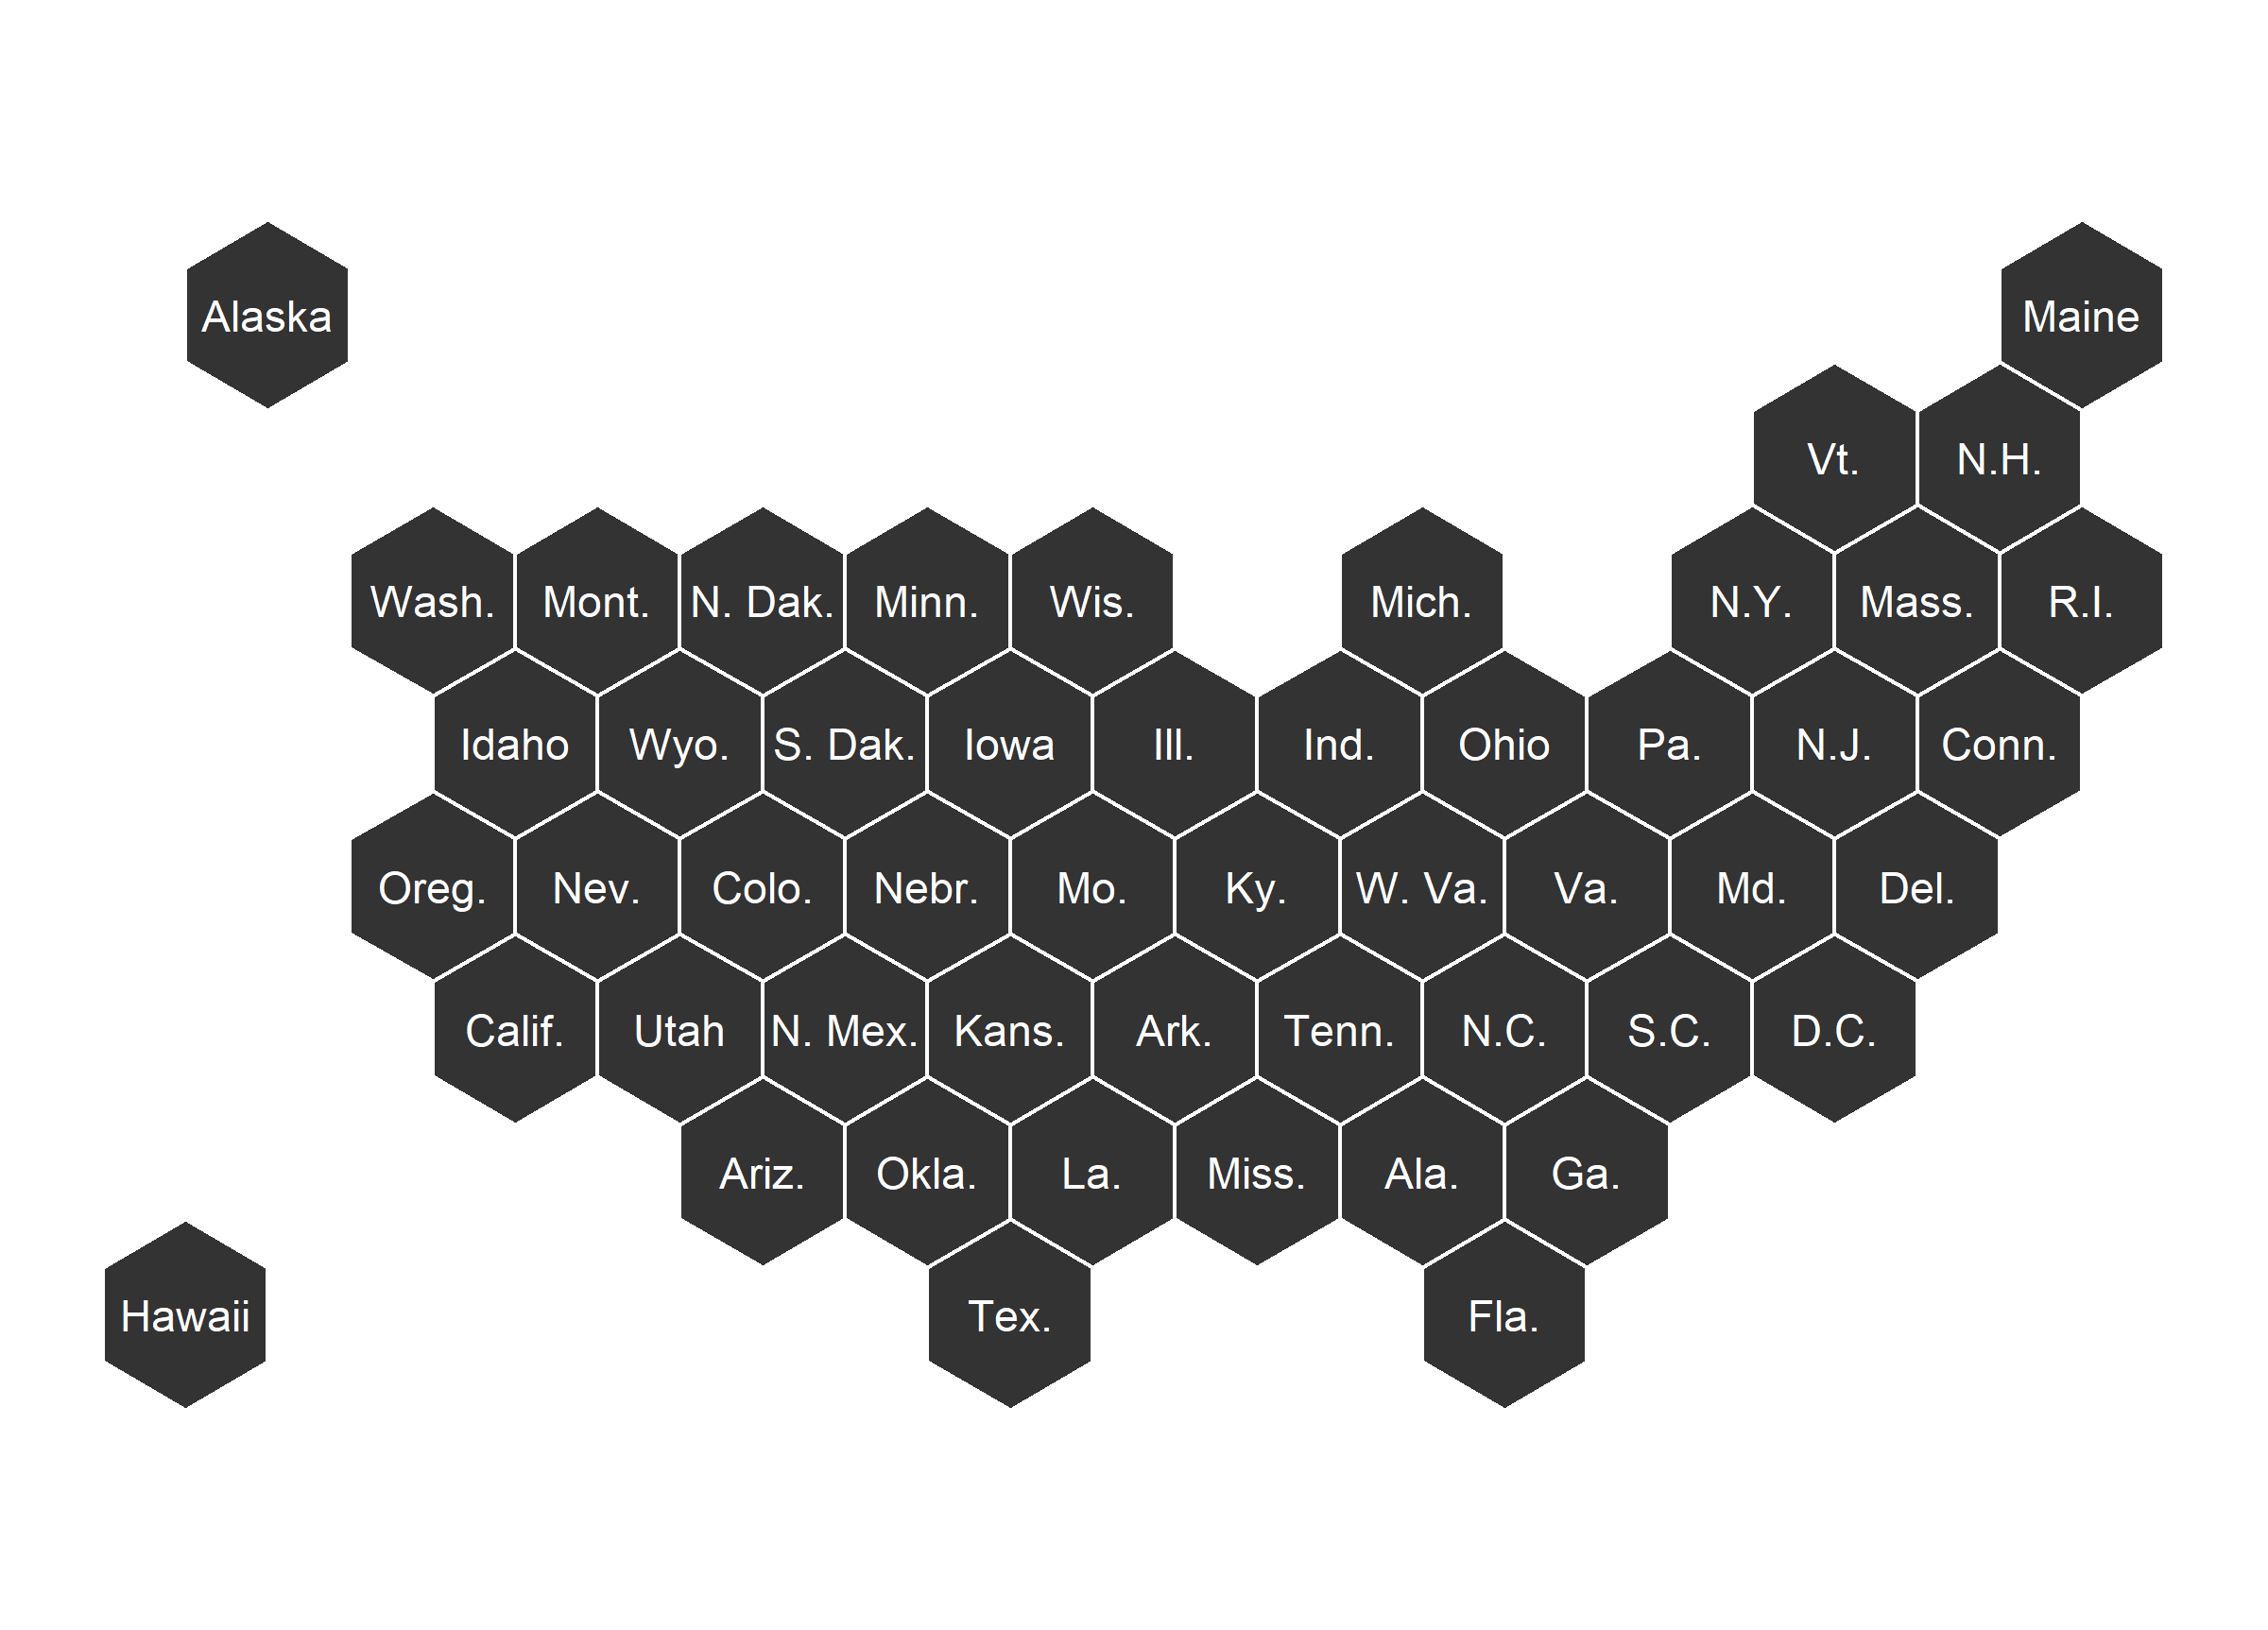 Alaska Maine
Vt. N.H.
Wash. Mont. N. Dak. Minn. Wis. Mich. N.Y. Mass. R.I.
Idaho Wyo. S. Dak. Iowa Ill. Ind. Ohio Pa. N.J. Conn.
Oreg. Nev. Colo. Nebr. Mo. Ky. W. Va. Va. Md. Del.
Calif. Utah N. Mex. Kans. Ark. Tenn. N.C. S.C. D.C.
Ariz. Okla. La. Miss. Ala. Ga.
Hawaii Tex. Fla.